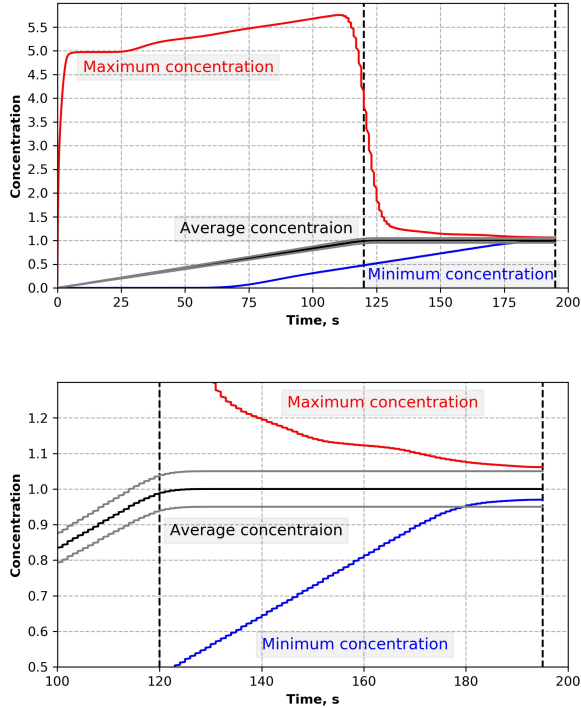 5.5
5.0
4.5
4.0
3.5
3.0
2.5
2.0
1.5
1.0
0.5
0.0
Concentration
Maximum concentration
Average concentraion
Minimum concentration
0 25 50 75 100 125 150 175 200
Time, s
1.2
1.1
1.0
0.9
0.8
0.7
0.6
0.5
Concentration
Maximum concentration
Average concentraion
Minimum concentration
100 120 140 160 180 200
Time, s